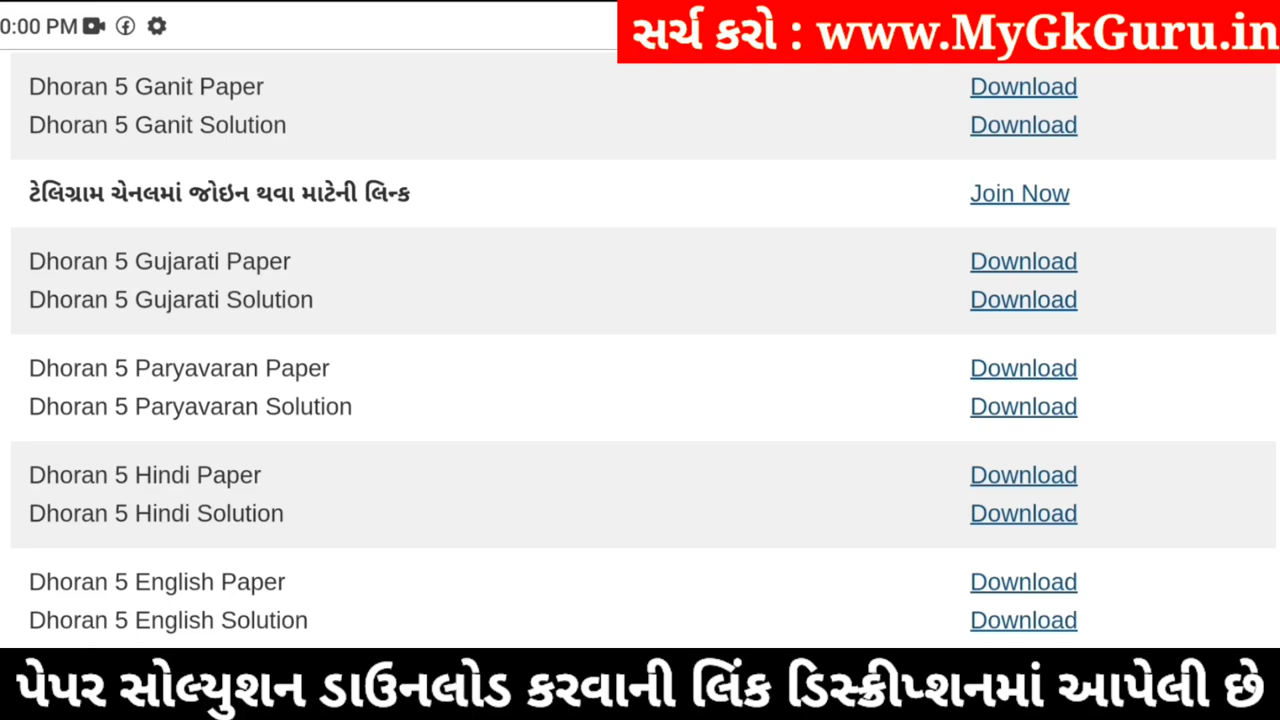 0:00 PM
સર્ચ કરો : www.MyGkGuru.in
Dhoran 5 Ganit Paper Download
Dhoran 5 Ganit Solution Download
ટેલિગ્રામ ચેનલમાં જોઇન થવા માટેની લિન્ક Join Now
Dhoran 5 Gujarati Paper Download
Dhoran 5 Gujarati Solution Download
Dhoran 5 Paryavaran Paper Download
Dhoran 5 Paryavaran Solution Download
Dhoran 5 Hindi Paper Download
Dhoran 5 Hindi Solution Download
Dhoran 5 English Paper Download
Dhoran 5 English Solution Download
પેપર સોલ્યુશન ડાઉનલોડ કરવાની લિંક ડિસ્ક્રીપ્શનમાં આપેલી છે